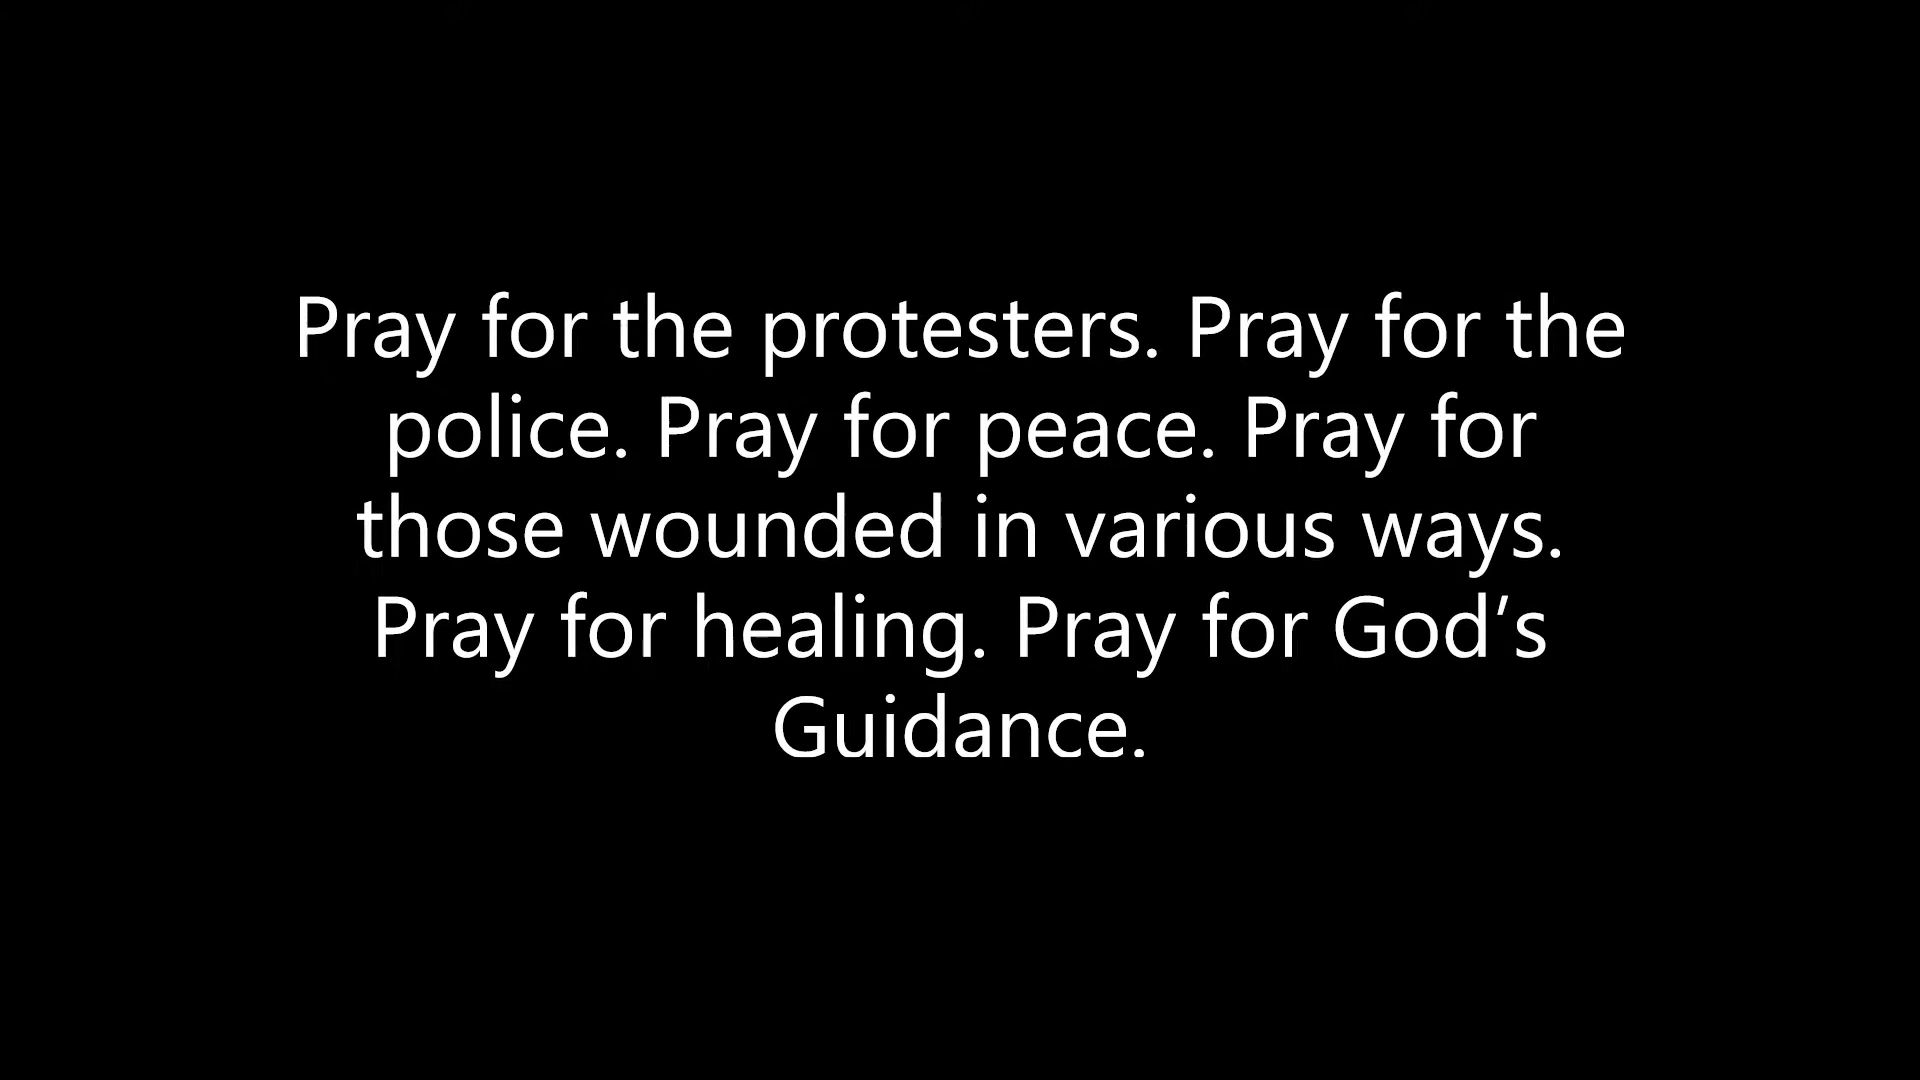 Pray for the protesters. Pray for the
police. Pray for peace. Pray for
those wounded in various ways.
Pray for healing. Pray for God’s
Guidance.